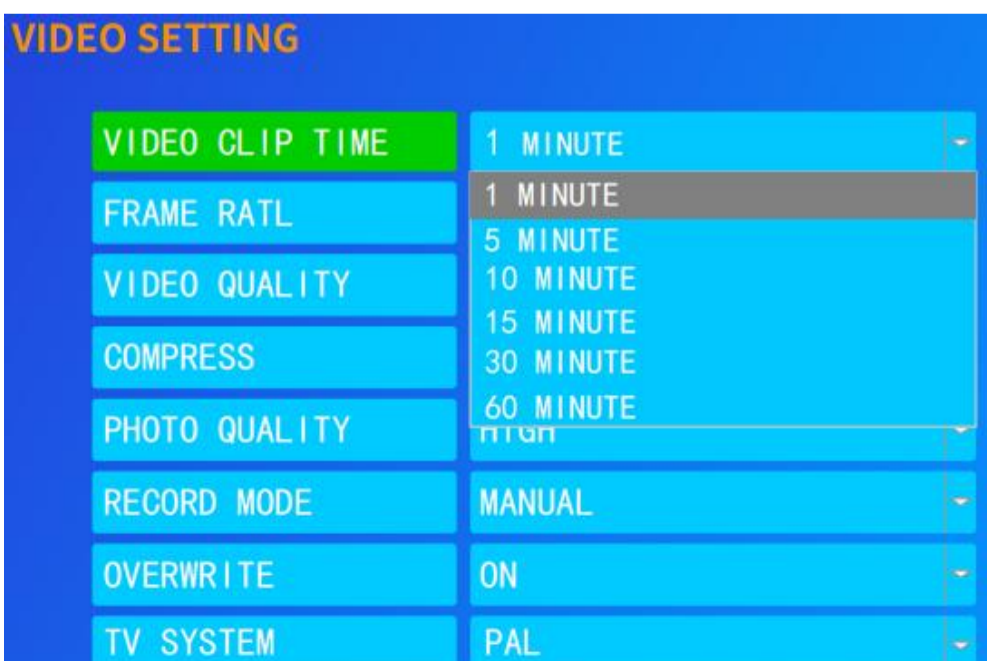 VIDEO SETTING
VIDEO CLIP TIME 1 MINUTE
1 MINUTE
FRAME RATL
5 MINUTE
VIDEO QUALITY 10 MINUTE
15 MINUTE
COMPRESS 30 MINUTE
60 MINUTE
PHOTO QUALITY HIGH
RECORD MODE MANUAL
OVERWRITE ON
TV SYSTEM PAL